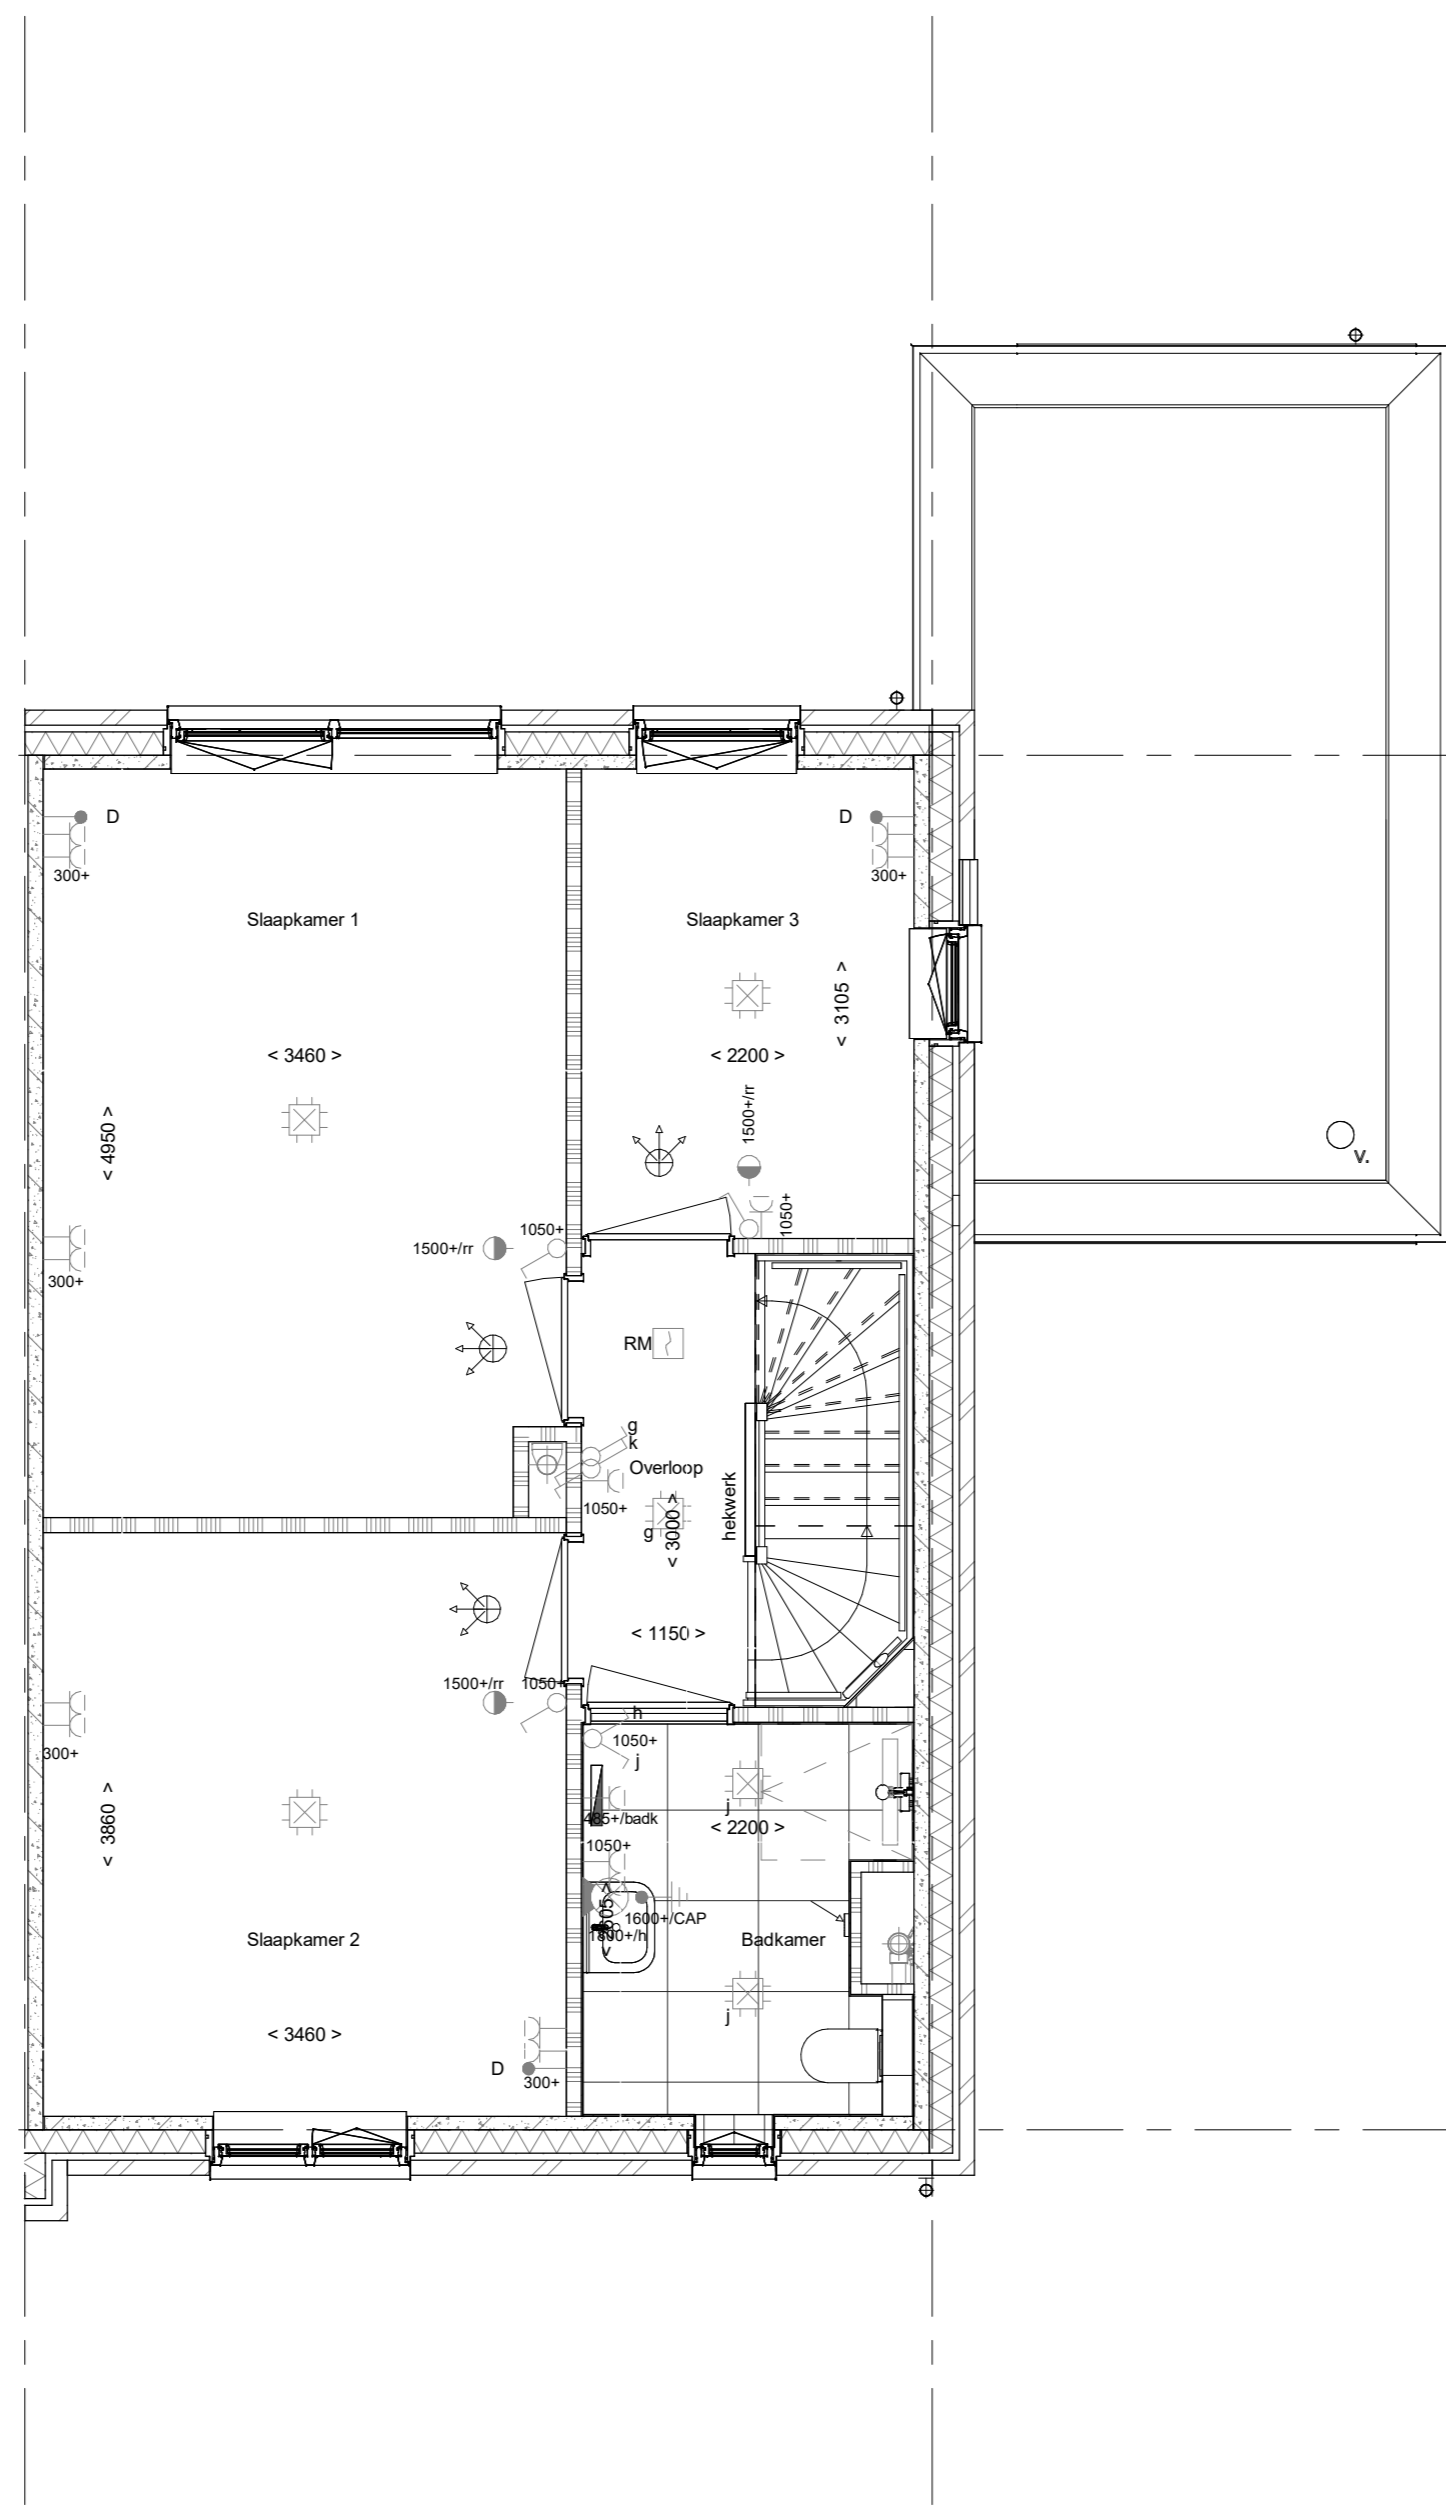 D
D
300+
300+
Slaapkamer 1
Slaapkamer 3
< 3105 >
< 3460 >
< 2200 >
< 4950 >
1500+/rr
V.
1050+
1050+
1500+/rr
300+
RM
g
k
Overloop
1050+
< 3000 >
g
hekwerk
< 1150 >
1500+/rr
1050+
h
1050+
j
300+
485+/badk
j
< 2200 >
< 3860 >
1050+
1600+/CAP
1800+/h
Slaapkamer 2
Badkamer
j
< 3460 >
D
300+